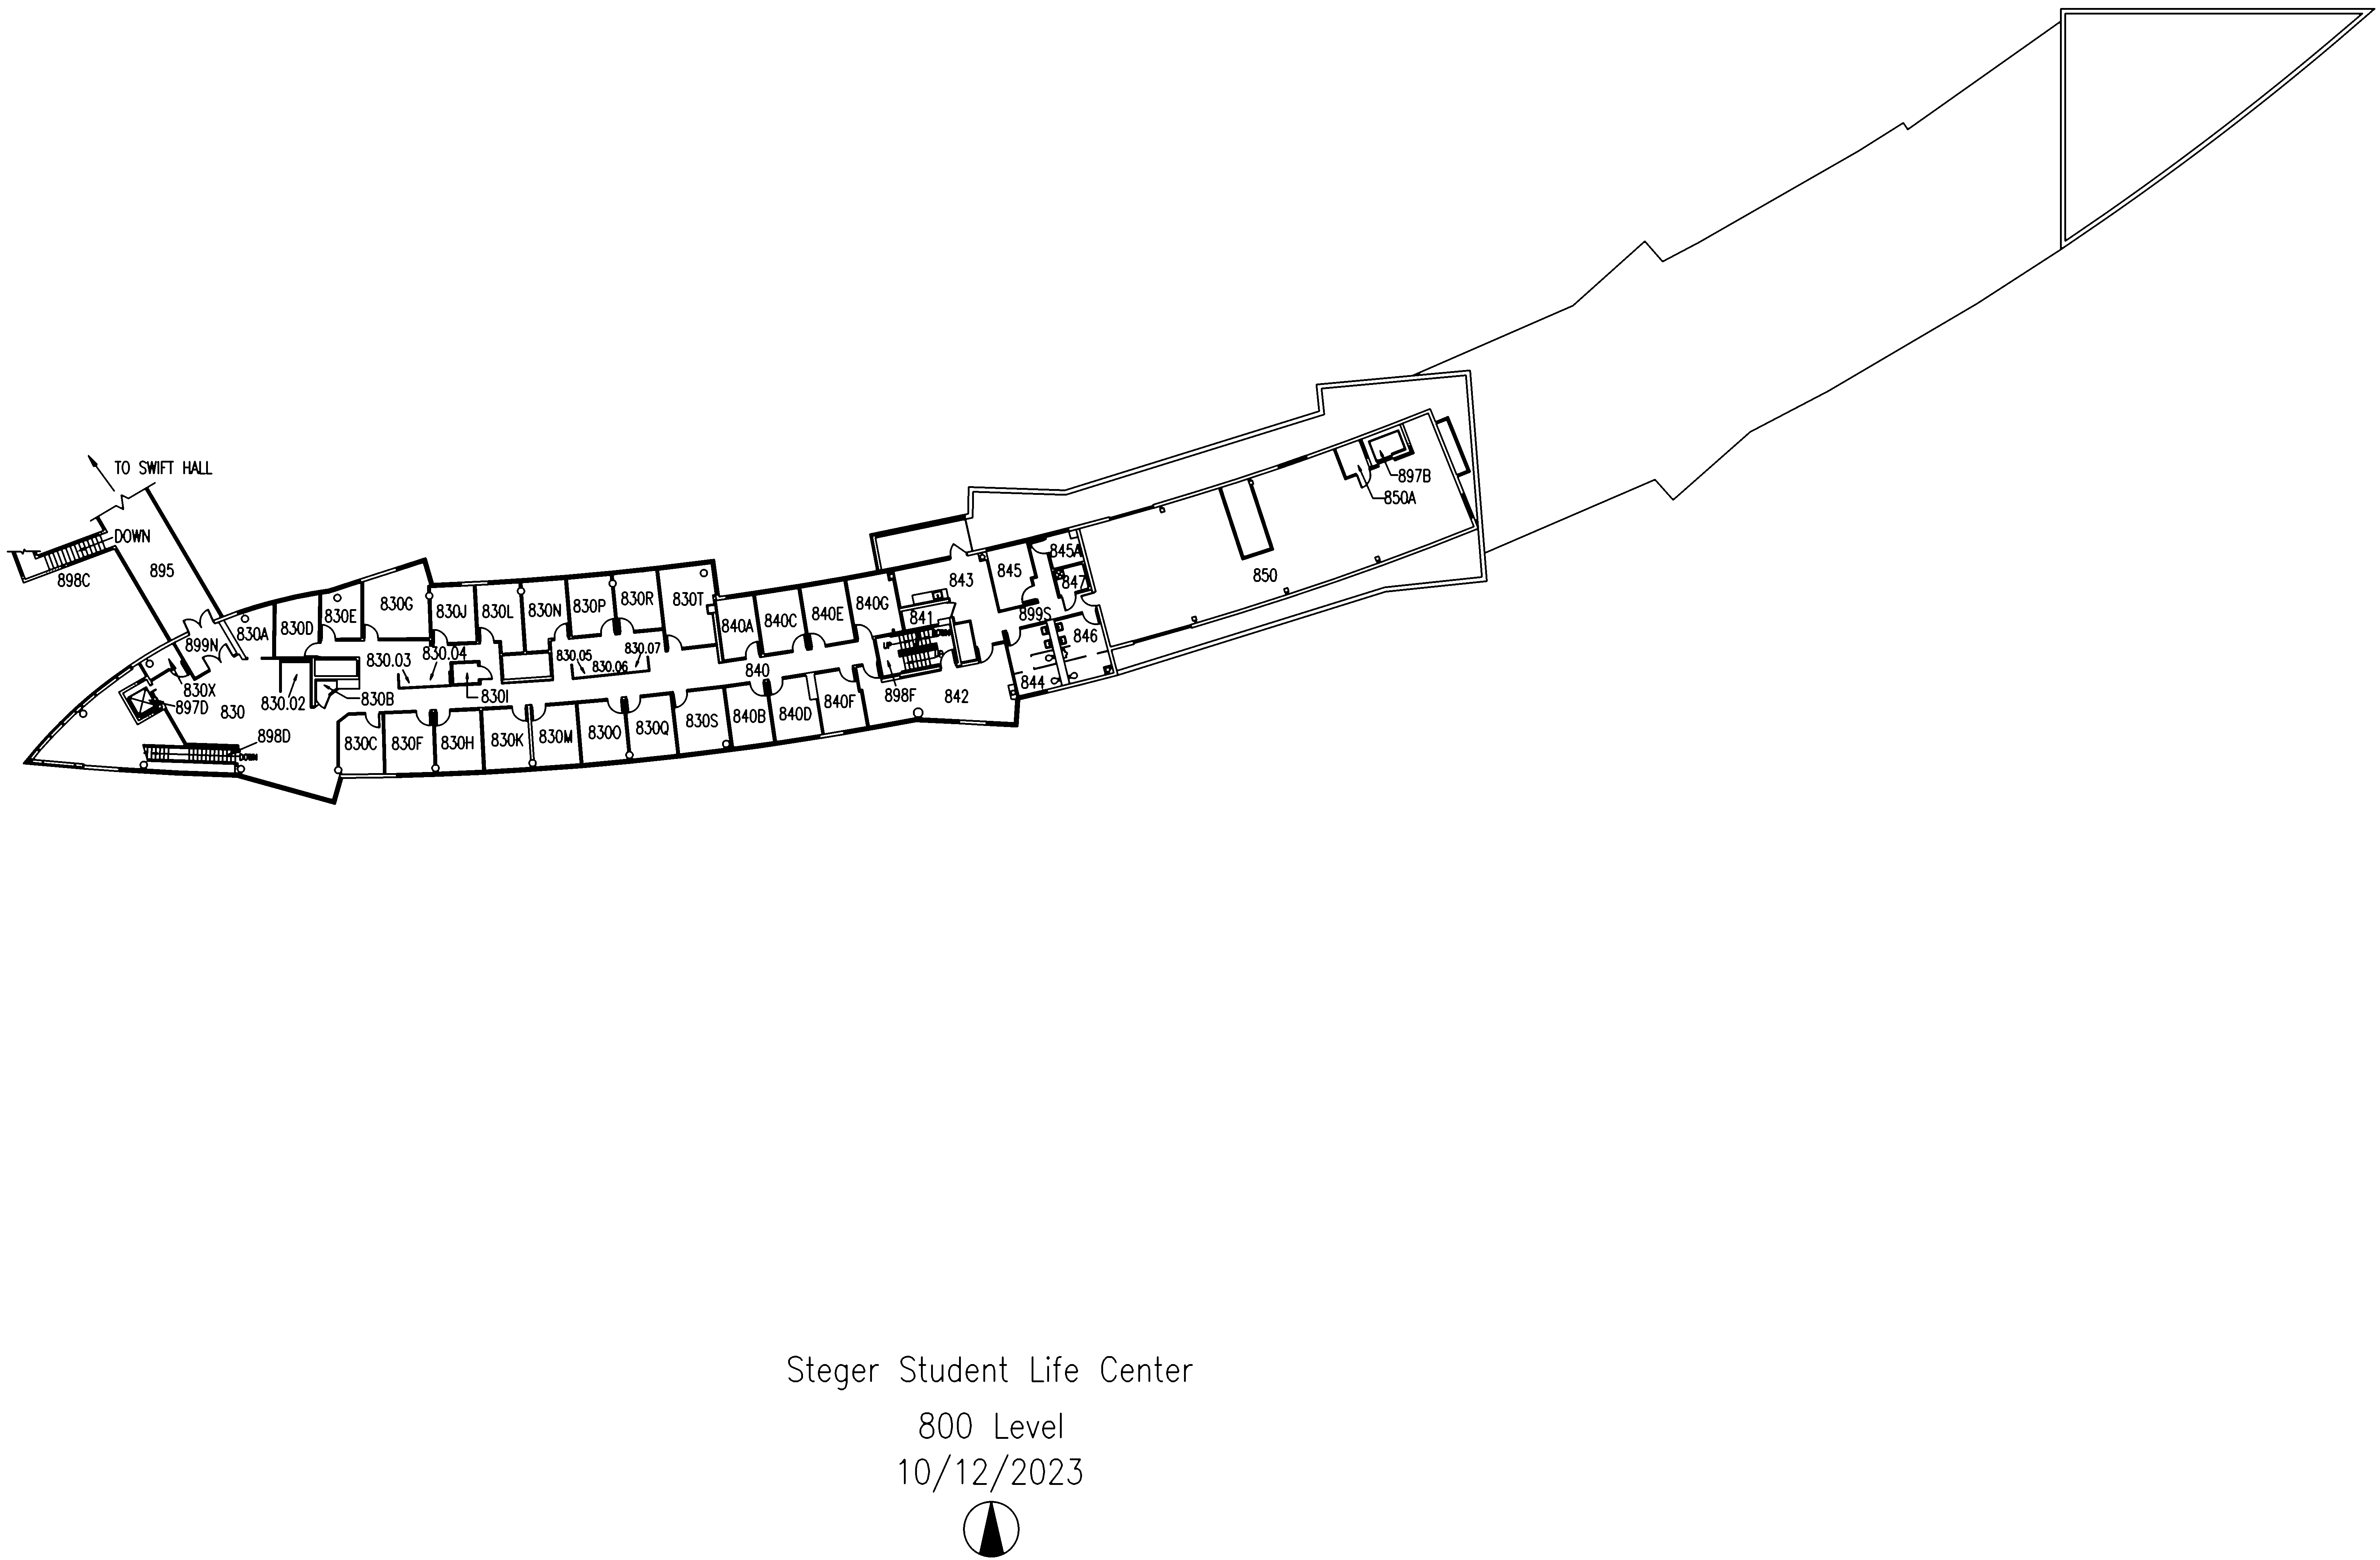 TO SWIFT HALL
897B
850A
DOWN
898C
895
845A
845
843
847
850
830G
830E
830J
830L
830N
830P
830R
830T
840G
840E
840C
840A
841
899S
846
830A
830D
899N
DOWN
830.03
830.04
830.05
830.06
830.07
840
UP
830X
897D
830
830.02
830B
830I
898F
842
844
898D
DOWN
830C
830F
830H
830K
830M
830O
830Q
830S
840B
840D
840F
Steger Student Life Center
800 Level
10/12/2023